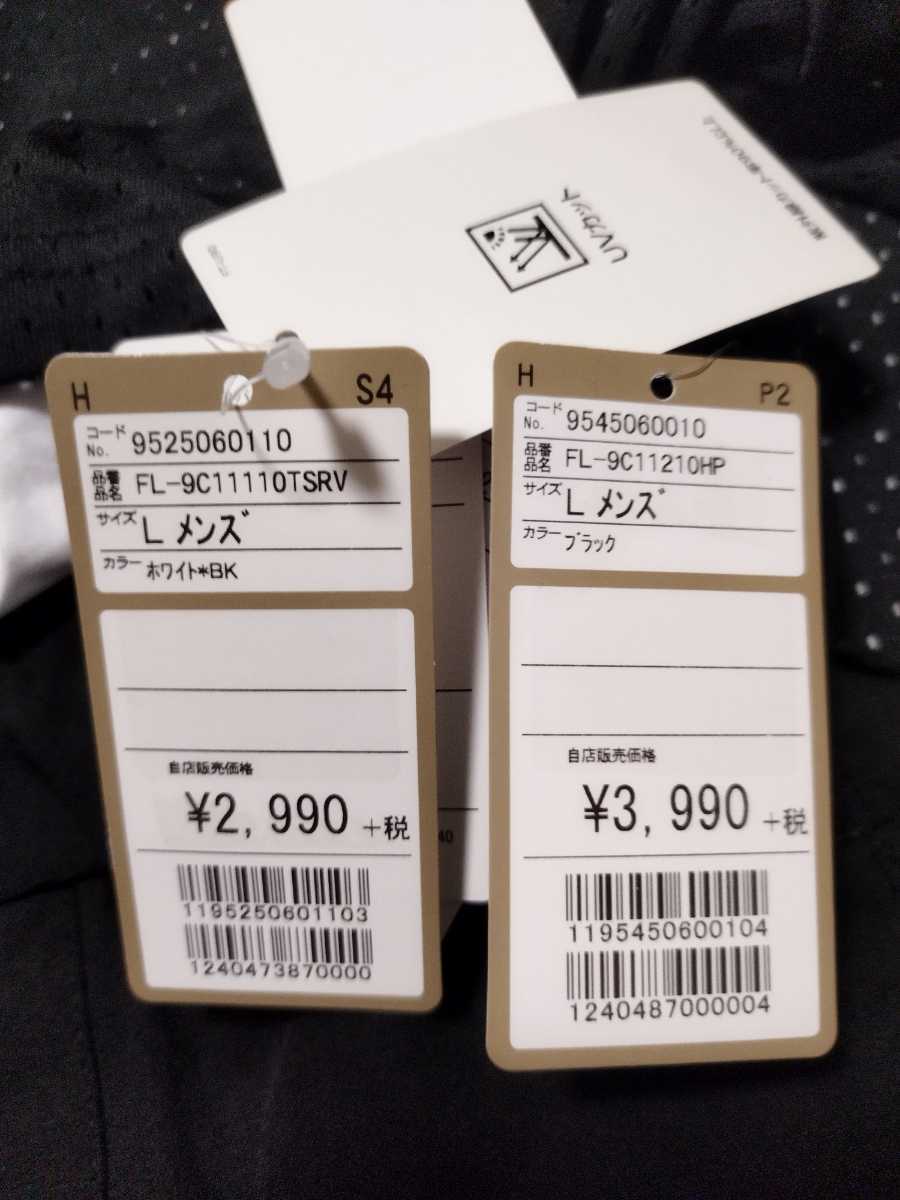 UVカット
H S4
コード No. 9525060110
品番 品名 FL-9C11110TSRV
サイズ L メンズ
カラー ホワイト*BK
自店販売価格
¥2,990 +税
1195250601103
1240473870000
H P2
コード No. 9545060010
品番 品名 FL-9C11210HP
サイズ L メンズ
カラー ブラック
自店販売価格
¥3,990 +税
1195450600104
1240487000004
40